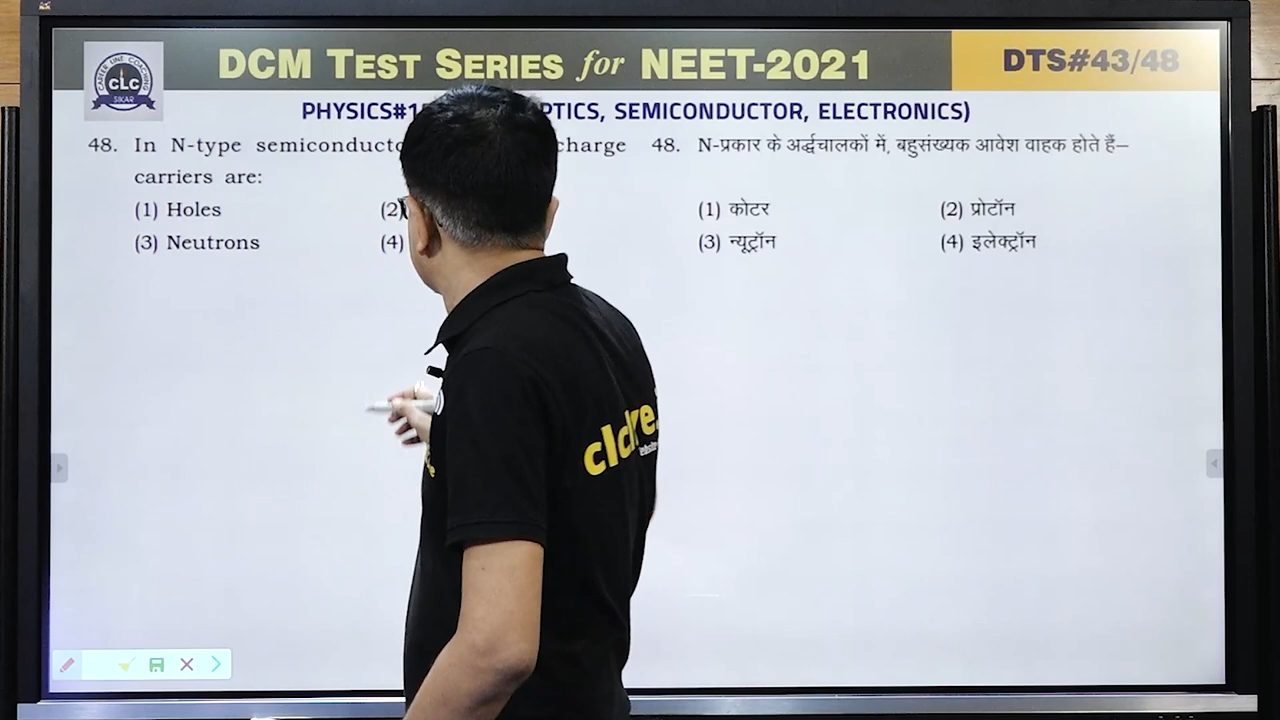 CAREER LINE COACHING
CLC
SIKAR
DCM TEST SERIES for NEET-2021
DTS#43/48
PHYSICS#1 PTICS, SEMICONDUCTOR, ELECTRONICS)
48. In N-type semiconducto charge
carriers are:
(1) Holes (2)
(3) Neutrons (4)
48. N-प्रकार के अर्द्धचालकों में, बहुसंख्यक आवेश वाहक होते हैं–
(1) कोटर (2) प्रोटॉन
(3) न्यूट्रॉन (4) इलेक्ट्रॉन